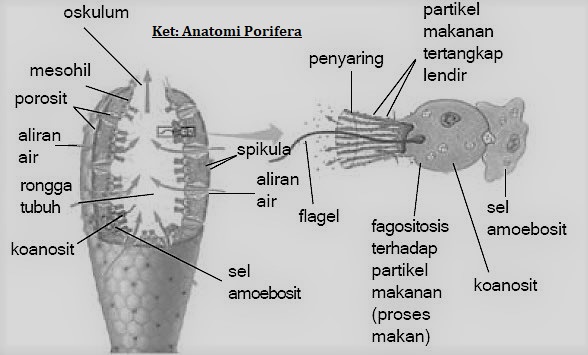 oskulum
Ket: Anatomi Porifera
mesohil
porosit
aliran
air
rongga
tubuh
koanosit
spikula
aliran
air
sel
amoebosit
penyaring
partikel
makanan
tertangkap
lendir
flagel
fagositosis
terhadap
partikel
makanan
(proses
makan)
koanosit
sel
amoebosit